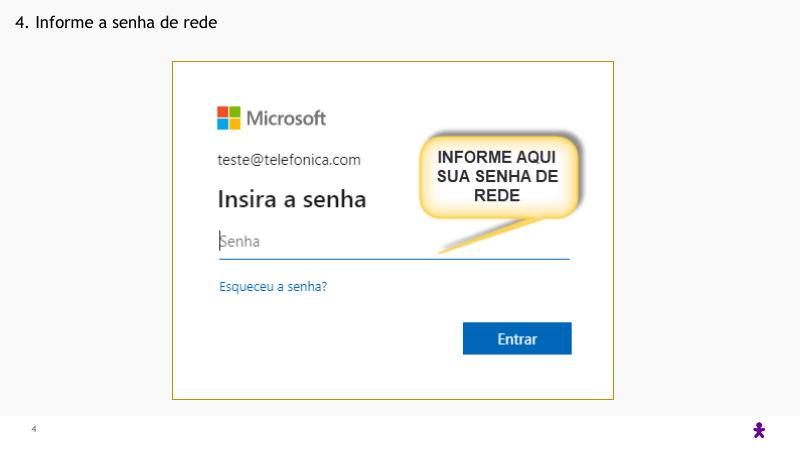 4. Informe a senha de rede
Microsoft
teste@telefonica.com
INFORME AQUI
SUA SENHA DE
REDE
Insira a senha
Senha
Esqueceu a senha?
Entrar
4